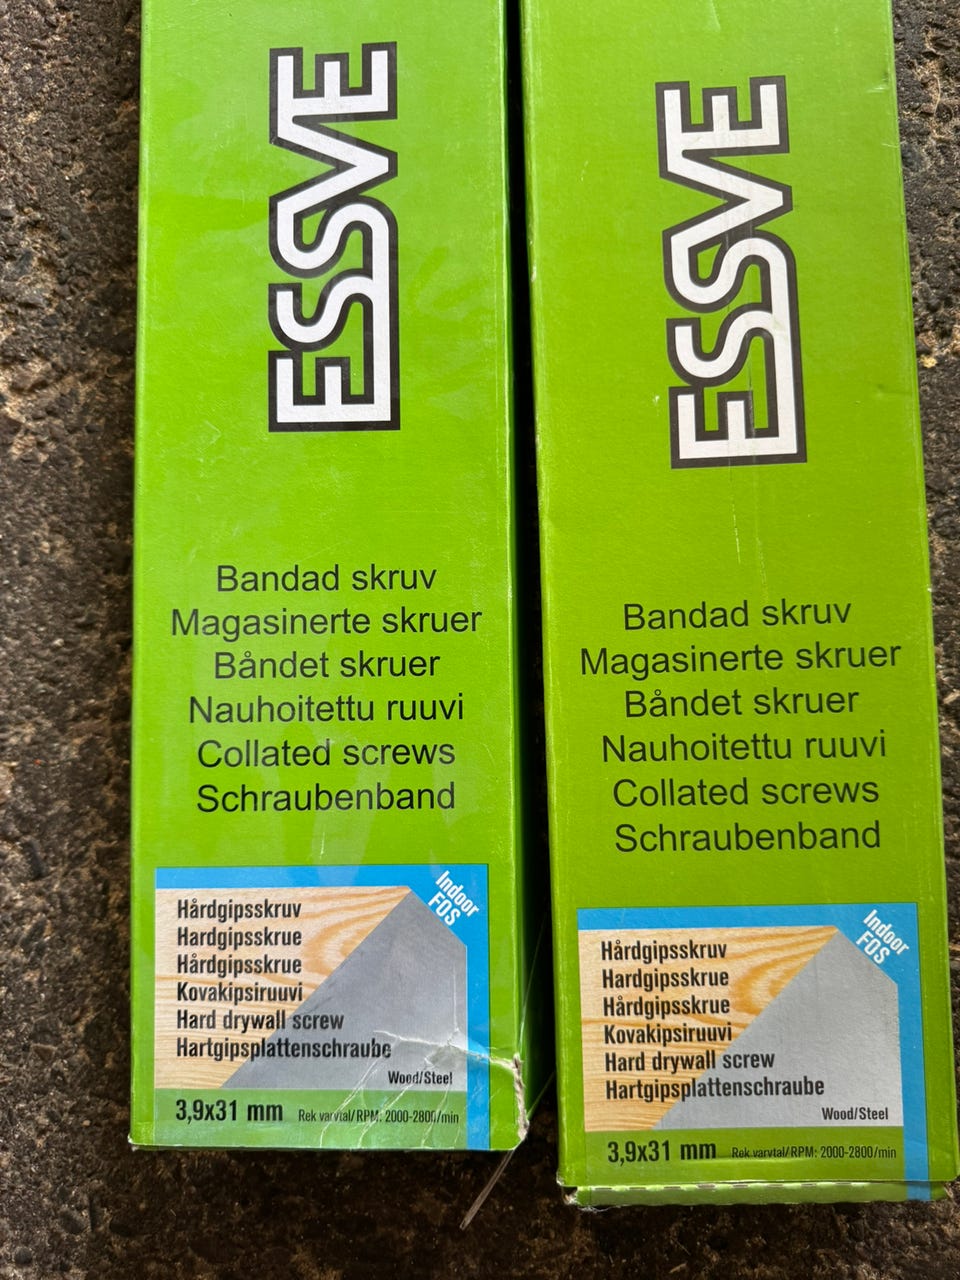 ESSVE
Bandad skruv
Magasinerte skruer
Båndet skruer
Nauhoitettu ruuvi
Collated screws
Schraubenband
Indoor
FOS
Hårdgipsskruv
Hardgipsskrue
Hårdgipsskrue
Kovakipsiruuvi
Hard drywall screw
Hartgipsplattenschraube
Wood/Steel
3,9x31 mm Rek varvtal/RPM: 2000-2800/min
ESSVE
Bandad skruv
Magasinerte skruer
Båndet skruer
Nauhoitettu ruuvi
Collated screws
Schraubenband
Indoor
FOS
Hårdgipsskruv
Hardgipsskrue
Hårdgipsskrue
Kovakipsiruuvi
Hard drywall screw
Hartgipsplattenschraube
Wood/Steel
3,9x31 mm Rek varvtal/RPM: 2000-2800/min